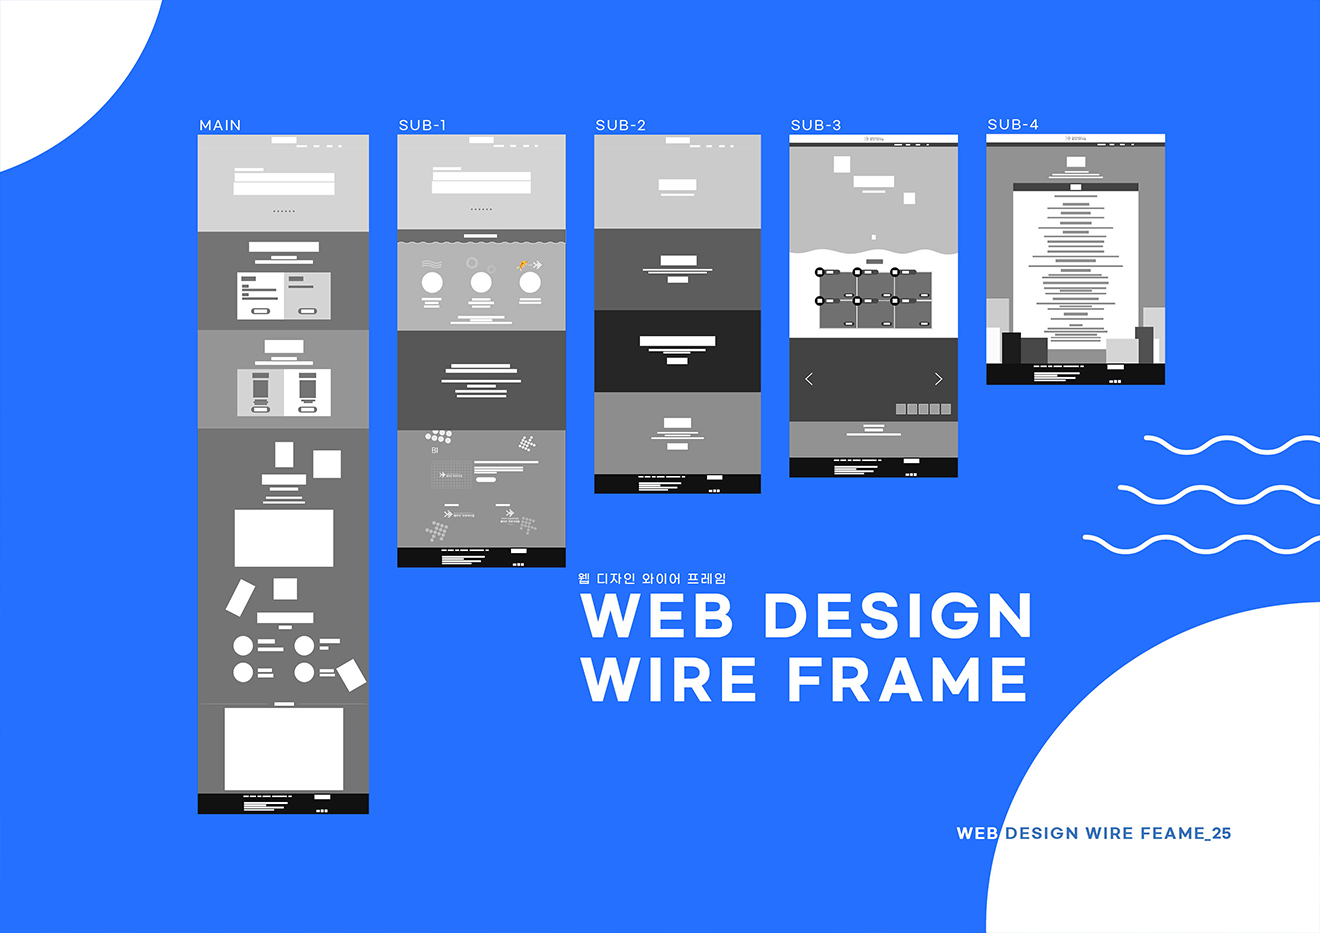 MAIN
SUB-1
SUB-2
SUB-3
SUB-4
BI
웹 디자인 와이어 프레임
WEB DESIGN
WIRE FRAME
WEB DESIGN WIRE FEAME_25